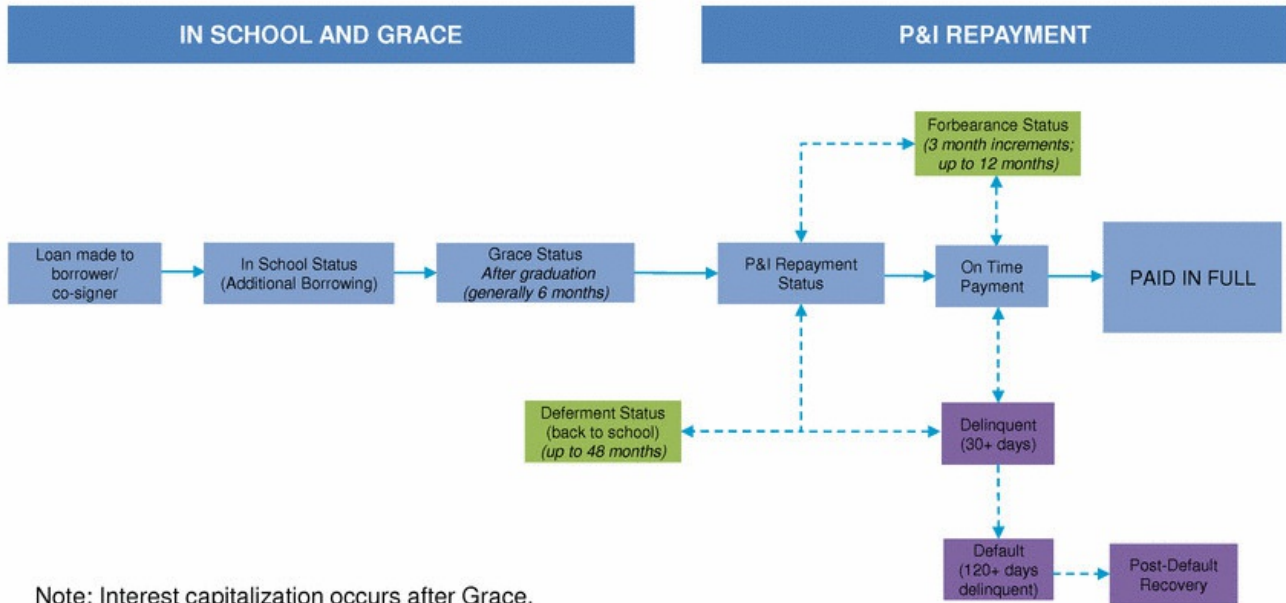 IN SCHOOL AND GRACE
P&I REPAYMENT
Forbearance Status
(3 month increments;
up to 12 months)
Loan made to
borrower/
co-signer
In School Status
(Additional Borrowing)
Grace Status
After graduation
(generally 6 months)
P&I Repayment
Status
On Time
Payment
PAID IN FULL
Deferment Status
(back to school)
(up to 48 months)
Delinquent
(30+ days)
Default
(120+ days
delinquent)
Post-Default
Recovery
Note: Interest capitalization occurs after Grace.